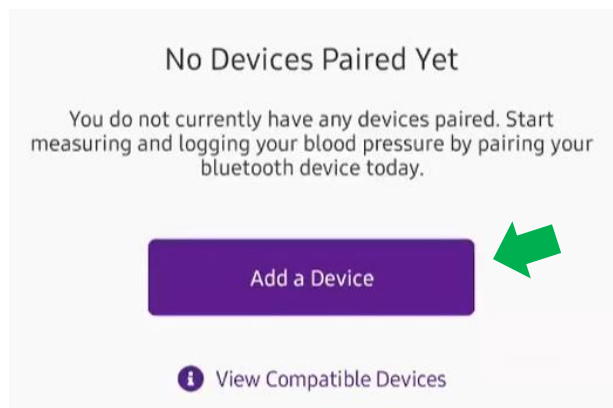 No Devices Paired Yet
You do not currently have any devices paired. Start
measuring and logging your blood pressure by pairing your
bluetooth device today.
Add a Device
View Compatible Devices